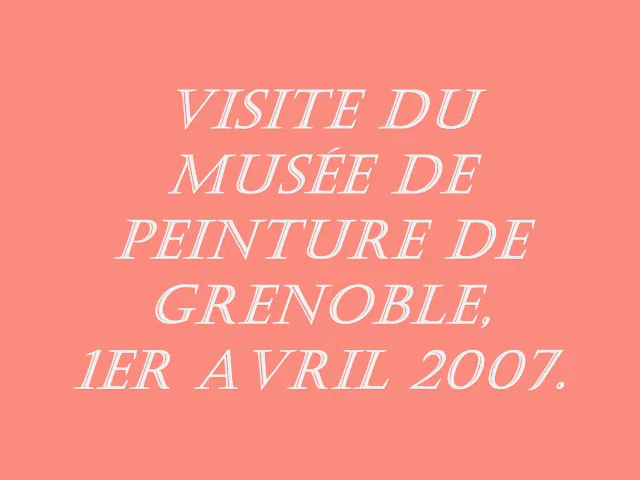 VISITE DU
MUSÉE DE
PEINTURE DE
GRENOBLE,
1ER AVRIL 2007.